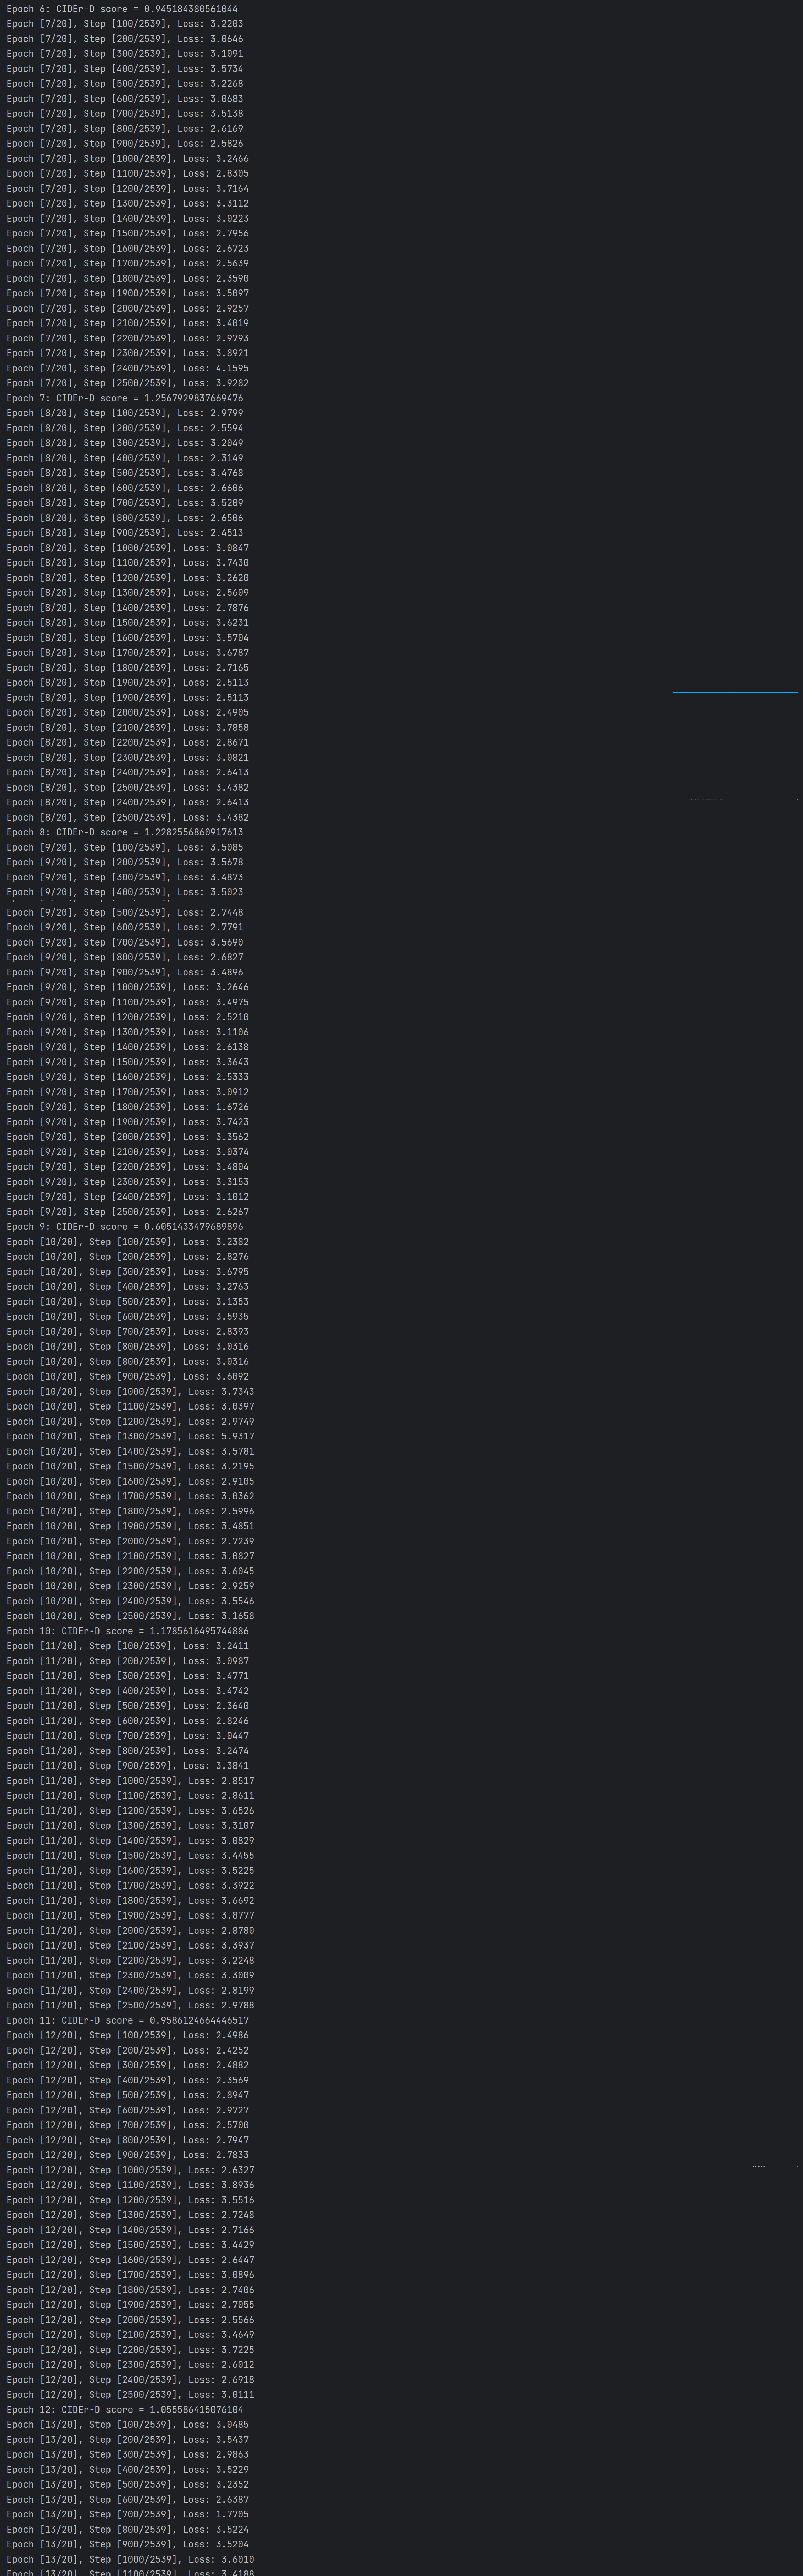 Epoch 6: CIDEr-D score = 0.945184380561044
Epoch [7/20], Step [100/2539], Loss: 3.2203
Epoch [7/20], Step [200/2539], Loss: 3.0646
Epoch [7/20], Step [300/2539], Loss: 3.1091
Epoch [7/20], Step [400/2539], Loss: 3.5734
Epoch [7/20], Step [500/2539], Loss: 3.2268
Epoch [7/20], Step [600/2539], Loss: 3.0683
Epoch [7/20], Step [700/2539], Loss: 3.5138
Epoch [7/20], Step [800/2539], Loss: 2.6169
Epoch [7/20], Step [900/2539], Loss: 2.5826
Epoch [7/20], Step [1000/2539], Loss: 3.2466
Epoch [7/20], Step [1100/2539], Loss: 2.8305
Epoch [7/20], Step [1200/2539], Loss: 3.7164
Epoch [7/20], Step [1300/2539], Loss: 3.3112
Epoch [7/20], Step [1400/2539], Loss: 3.0223
Epoch [7/20], Step [1500/2539], Loss: 2.7956
Epoch [7/20], Step [1600/2539], Loss: 2.6723
Epoch [7/20], Step [1700/2539], Loss: 2.5639
Epoch [7/20], Step [1800/2539], Loss: 2.3590
Epoch [7/20], Step [1900/2539], Loss: 3.5097
Epoch [7/20], Step [2000/2539], Loss: 2.9257
Epoch [7/20], Step [2100/2539], Loss: 3.4019
Epoch [7/20], Step [2200/2539], Loss: 2.9793
Epoch [7/20], Step [2300/2539], Loss: 3.8921
Epoch [7/20], Step [2400/2539], Loss: 4.1595
Epoch [7/20], Step [2500/2539], Loss: 3.9282
Epoch 7: CIDEr-D score = 1.2567929837669476
Epoch [8/20], Step [100/2539], Loss: 2.9799
Epoch [8/20], Step [200/2539], Loss: 2.5594
Epoch [8/20], Step [300/2539], Loss: 3.2049
Epoch [8/20], Step [400/2539], Loss: 2.3149
Epoch [8/20], Step [500/2539], Loss: 3.4768
Epoch [8/20], Step [600/2539], Loss: 2.6606
Epoch [8/20], Step [700/2539], Loss: 3.5209
Epoch [8/20], Step [800/2539], Loss: 2.6506
Epoch [8/20], Step [900/2539], Loss: 2.4513
Epoch [8/20], Step [1000/2539], Loss: 3.0847
Epoch [8/20], Step [1100/2539], Loss: 3.7430
Epoch [8/20], Step [1200/2539], Loss: 3.2620
Epoch [8/20], Step [1300/2539], Loss: 2.5609
Epoch [8/20], Step [1400/2539], Loss: 2.7876
Epoch [8/20], Step [1500/2539], Loss: 3.6231
Epoch [8/20], Step [1600/2539], Loss: 3.5704
Epoch [8/20], Step [1700/2539], Loss: 3.6787
Epoch [8/20], Step [1800/2539], Loss: 2.7165
Epoch [8/20], Step [1900/2539], Loss: 2.5113
Epoch [8/20], Step [1900/2539], Loss: 2.5113
Epoch [8/20], Step [2000/2539], Loss: 2.4905
Epoch [8/20], Step [2100/2539], Loss: 3.7858
Epoch [8/20], Step [2200/2539], Loss: 2.8671
Epoch [8/20], Step [2300/2539], Loss: 3.0821
Epoch [8/20], Step [2400/2539], Loss: 2.6413
Epoch [8/20], Step [2500/2539], Loss: 3.4382
Epoch [8/20], Step [2400/2539], Loss: 2.6413
Epoch [8/20], Step [2500/2539], Loss: 3.4382
Epoch 8: CIDEr-D score = 1.2282556860917613
Epoch [9/20], Step [100/2539], Loss: 3.5085
Epoch [9/20], Step [200/2539], Loss: 3.5678
Epoch [9/20], Step [300/2539], Loss: 3.4873
Epoch [9/20], Step [400/2539], Loss: 3.5023
Epoch [9/20], Step [500/2539], Loss: 2.7448
Epoch [9/20], Step [600/2539], Loss: 2.7791
Epoch [9/20], Step [700/2539], Loss: 3.5690
Epoch [9/20], Step [800/2539], Loss: 2.6827
Epoch [9/20], Step [900/2539], Loss: 3.4896
Epoch [9/20], Step [1000/2539], Loss: 3.2646
Epoch [9/20], Step [1100/2539], Loss: 3.4975
Epoch [9/20], Step [1200/2539], Loss: 2.5210
Epoch [9/20], Step [1300/2539], Loss: 3.1106
Epoch [9/20], Step [1400/2539], Loss: 2.6138
Epoch [9/20], Step [1500/2539], Loss: 3.3643
Epoch [9/20], Step [1600/2539], Loss: 2.5333
Epoch [9/20], Step [1700/2539], Loss: 3.0912
Epoch [9/20], Step [1800/2539], Loss: 1.6726
Epoch [9/20], Step [1900/2539], Loss: 3.7423
Epoch [9/20], Step [2000/2539], Loss: 3.3562
Epoch [9/20], Step [2100/2539], Loss: 3.0374
Epoch [9/20], Step [2200/2539], Loss: 3.4804
Epoch [9/20], Step [2300/2539], Loss: 3.3153
Epoch [9/20], Step [2400/2539], Loss: 3.1012
Epoch [9/20], Step [2500/2539], Loss: 2.6267
Epoch 9: CIDEr-D score = 0.6051433479689896
Epoch [10/20], Step [100/2539], Loss: 3.2382
Epoch [10/20], Step [200/2539], Loss: 2.8276
Epoch [10/20], Step [300/2539], Loss: 3.6795
Epoch [10/20], Step [400/2539], Loss: 3.2763
Epoch [10/20], Step [500/2539], Loss: 3.1353
Epoch [10/20], Step [600/2539], Loss: 3.5935
Epoch [10/20], Step [700/2539], Loss: 2.8393
Epoch [10/20], Step [800/2539], Loss: 3.0316
Epoch [10/20], Step [800/2539], Loss: 3.0316
Epoch [10/20], Step [900/2539], Loss: 3.6092
Epoch [10/20], Step [1000/2539], Loss: 3.7343
Epoch [10/20], Step [1100/2539], Loss: 3.0397
Epoch [10/20], Step [1200/2539], Loss: 2.9749
Epoch [10/20], Step [1300/2539], Loss: 5.9317
Epoch [10/20], Step [1400/2539], Loss: 3.5781
Epoch [10/20], Step [1500/2539], Loss: 3.2195
Epoch [10/20], Step [1600/2539], Loss: 2.9105
Epoch [10/20], Step [1700/2539], Loss: 3.0362
Epoch [10/20], Step [1800/2539], Loss: 2.5996
Epoch [10/20], Step [1900/2539], Loss: 3.4851
Epoch [10/20], Step [2000/2539], Loss: 2.7239
Epoch [10/20], Step [2100/2539], Loss: 3.0827
Epoch [10/20], Step [2200/2539], Loss: 3.6045
Epoch [10/20], Step [2300/2539], Loss: 2.9259
Epoch [10/20], Step [2400/2539], Loss: 3.5546
Epoch [10/20], Step [2500/2539], Loss: 3.1658
Epoch 10: CIDEr-D score = 1.1785616495744886
Epoch [11/20], Step [100/2539], Loss: 3.2411
Epoch [11/20], Step [200/2539], Loss: 3.0987
Epoch [11/20], Step [300/2539], Loss: 3.4771
Epoch [11/20], Step [400/2539], Loss: 3.4742
Epoch [11/20], Step [500/2539], Loss: 2.3640
Epoch [11/20], Step [600/2539], Loss: 2.8246
Epoch [11/20], Step [700/2539], Loss: 3.0447
Epoch [11/20], Step [800/2539], Loss: 3.2474
Epoch [11/20], Step [900/2539], Loss: 3.3841
Epoch [11/20], Step [1000/2539], Loss: 2.8517
Epoch [11/20], Step [1100/2539], Loss: 2.8611
Epoch [11/20], Step [1200/2539], Loss: 3.6526
Epoch [11/20], Step [1300/2539], Loss: 3.3107
Epoch [11/20], Step [1400/2539], Loss: 3.0829
Epoch [11/20], Step [1500/2539], Loss: 3.4455
Epoch [11/20], Step [1600/2539], Loss: 3.5225
Epoch [11/20], Step [1700/2539], Loss: 3.3922
Epoch [11/20], Step [1800/2539], Loss: 3.6692
Epoch [11/20], Step [1900/2539], Loss: 3.8777
Epoch [11/20], Step [2000/2539], Loss: 2.8780
Epoch [11/20], Step [2100/2539], Loss: 3.3937
Epoch [11/20], Step [2200/2539], Loss: 3.2248
Epoch [11/20], Step [2300/2539], Loss: 3.3009
Epoch [11/20], Step [2400/2539], Loss: 2.8199
Epoch [11/20], Step [2500/2539], Loss: 2.9788
Epoch 11: CIDEr-D score = 0.9586124664446517
Epoch [12/20], Step [100/2539], Loss: 2.4986
Epoch [12/20], Step [200/2539], Loss: 2.4252
Epoch [12/20], Step [300/2539], Loss: 2.4882
Epoch [12/20], Step [400/2539], Loss: 2.3569
Epoch [12/20], Step [500/2539], Loss: 2.8947
Epoch [12/20], Step [600/2539], Loss: 2.9727
Epoch [12/20], Step [700/2539], Loss: 2.5700
Epoch [12/20], Step [800/2539], Loss: 2.7947
Epoch [12/20], Step [900/2539], Loss: 2.7833
Epoch [12/20], Step [1000/2539], Loss: 2.6327
Epoch [12/20], Step [1100/2539], Loss: 3.8936
Epoch [12/20], Step [1200/2539], Loss: 3.5516
Epoch [12/20], Step [1300/2539], Loss: 2.7248
Epoch [12/20], Step [1400/2539], Loss: 2.7166
Epoch [12/20], Step [1500/2539], Loss: 3.4429
Epoch [12/20], Step [1600/2539], Loss: 2.6447
Epoch [12/20], Step [1700/2539], Loss: 3.0896
Epoch [12/20], Step [1800/2539], Loss: 2.7406
Epoch [12/20], Step [1900/2539], Loss: 2.7055
Epoch [12/20], Step [2000/2539], Loss: 2.5566
Epoch [12/20], Step [2100/2539], Loss: 3.4649
Epoch [12/20], Step [2200/2539], Loss: 3.7225
Epoch [12/20], Step [2300/2539], Loss: 2.6012
Epoch [12/20], Step [2400/2539], Loss: 2.6918
Epoch [12/20], Step [2500/2539], Loss: 3.0111
Epoch 12: CIDEr-D score = 1.055586415076104
Epoch [13/20], Step [100/2539], Loss: 3.0485
Epoch [13/20], Step [200/2539], Loss: 3.5437
Epoch [13/20], Step [300/2539], Loss: 2.9863
Epoch [13/20], Step [400/2539], Loss: 3.5229
Epoch [13/20], Step [500/2539], Loss: 3.2352
Epoch [13/20], Step [600/2539], Loss: 2.6387
Epoch [13/20], Step [700/2539], Loss: 1.7705
Epoch [13/20], Step [800/2539], Loss: 3.5224
Epoch [13/20], Step [900/2539], Loss: 3.5204
Epoch [13/20], Step [1000/2539], Loss: 3.6010
Epoch [13/20], Step [1100/2539], Loss: 3.4188